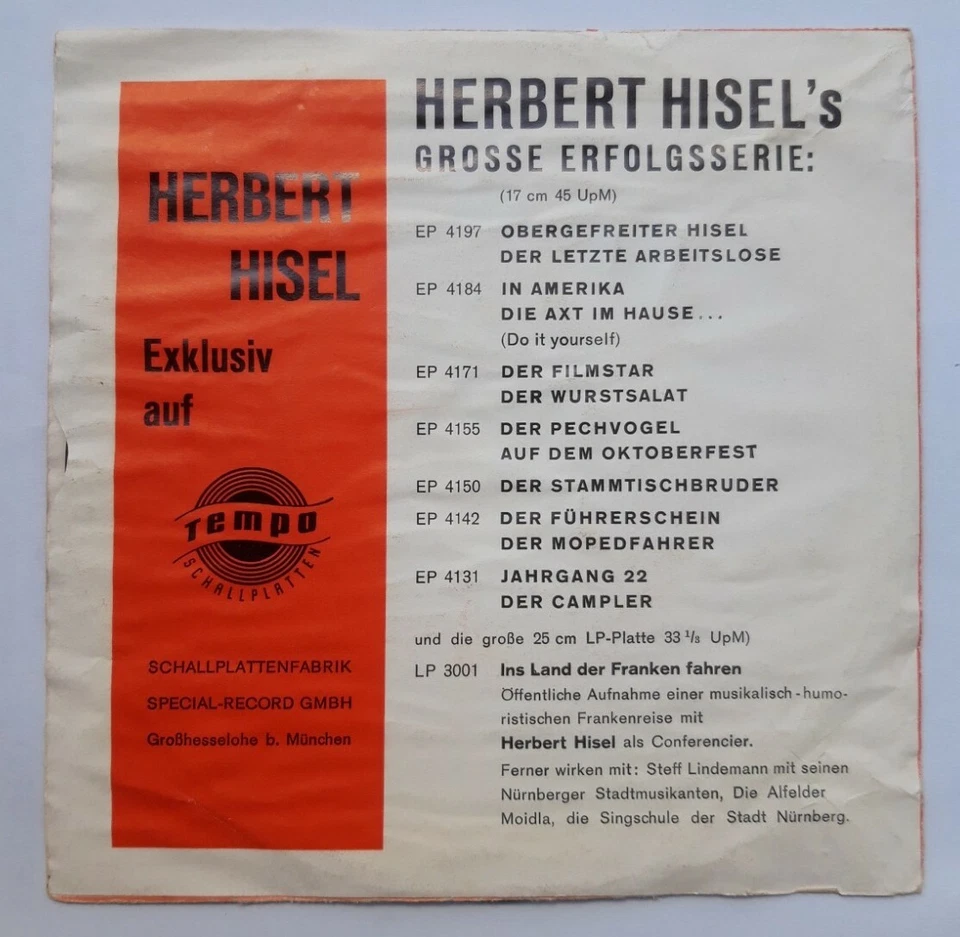 HERBERT
HISEL
Exklusiv
auf
Tempo
SCHALLPLATTEN
SCHALLPLATTENFABRIK
SPECIAL-RECORD GMBH
Großhesselohe b. München
HERBERT HISEL's
GROSSE ERFOLGSSERIE:
(17 cm 45 UpM)
EP 4197 OBERGEFREITER HISEL
DER LETZTE ARBEITSLOSE
EP 4184 IN AMERIKA
DIE AXT IM HAUSE...
(Do it yourself)
EP 4171 DER FILMSTAR
DER WURSTSALAT
EP 4155 DER PECHVOGEL
AUF DEM OKTOBERFEST
EP 4150 DER STAMMTISCHBRUDER
EP 4142 DER FÜHRERSCHEIN
DER MOPEDFAHRER
EP 4131 JAHRGANG 22
DER CAMPLER
und die große 25 cm LP-Platte 33 1/3 UpM)
LP 3001 Ins Land der Franken fahren
Öffentliche Aufnahme einer musikalisch-humo-
ristischen Frankenreise mit
Herbert Hisel als Conferencier.
Ferner wirken mit: Steff Lindemann mit seinen
Nürnberger Stadtmusikanten, Die Alfelder
Moidla, die Singschule der Stadt Nürnberg.